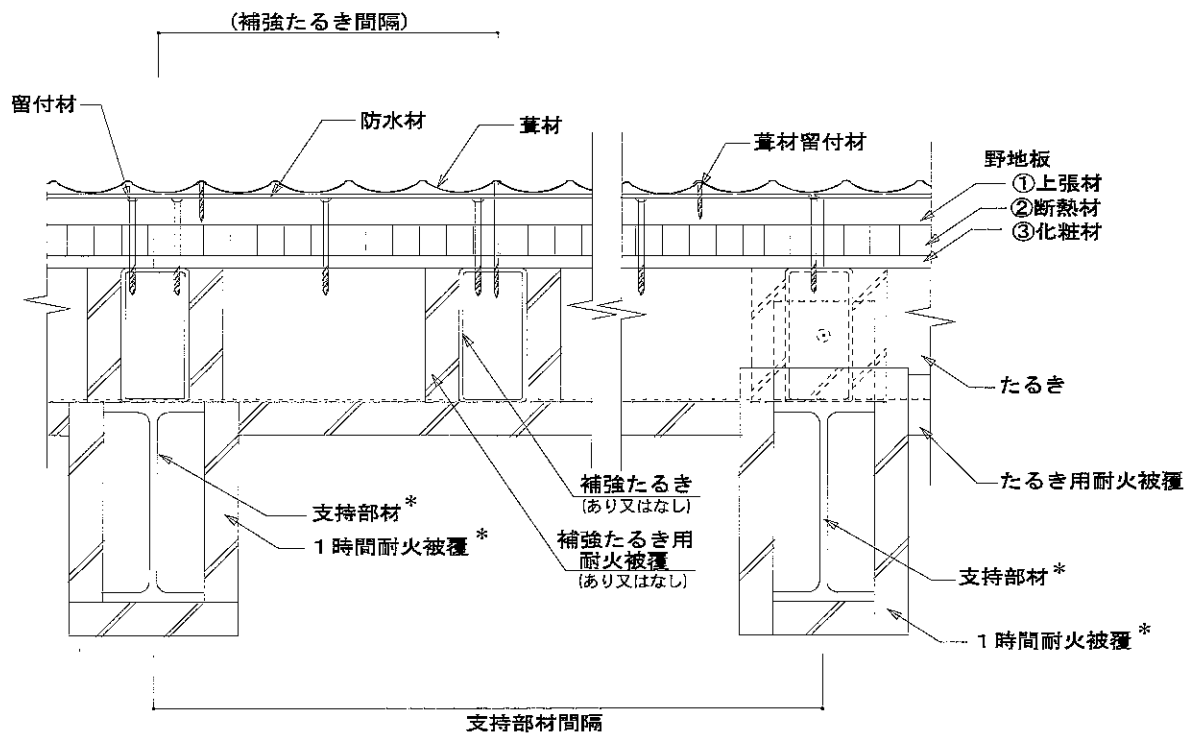 (補強たるき間隔)
留付材
防水材
葺材
葺材留付材
野地板
①上張材
②断熱材
③化粧材
たるき
たるき用耐火被覆
補強たるき
(あり又はなし)
補強たるき用
耐火被覆
(あり又はなし)
支持部材*
1時間耐火被覆*
支持部材*
1時間耐火被覆*
支持部材間隔